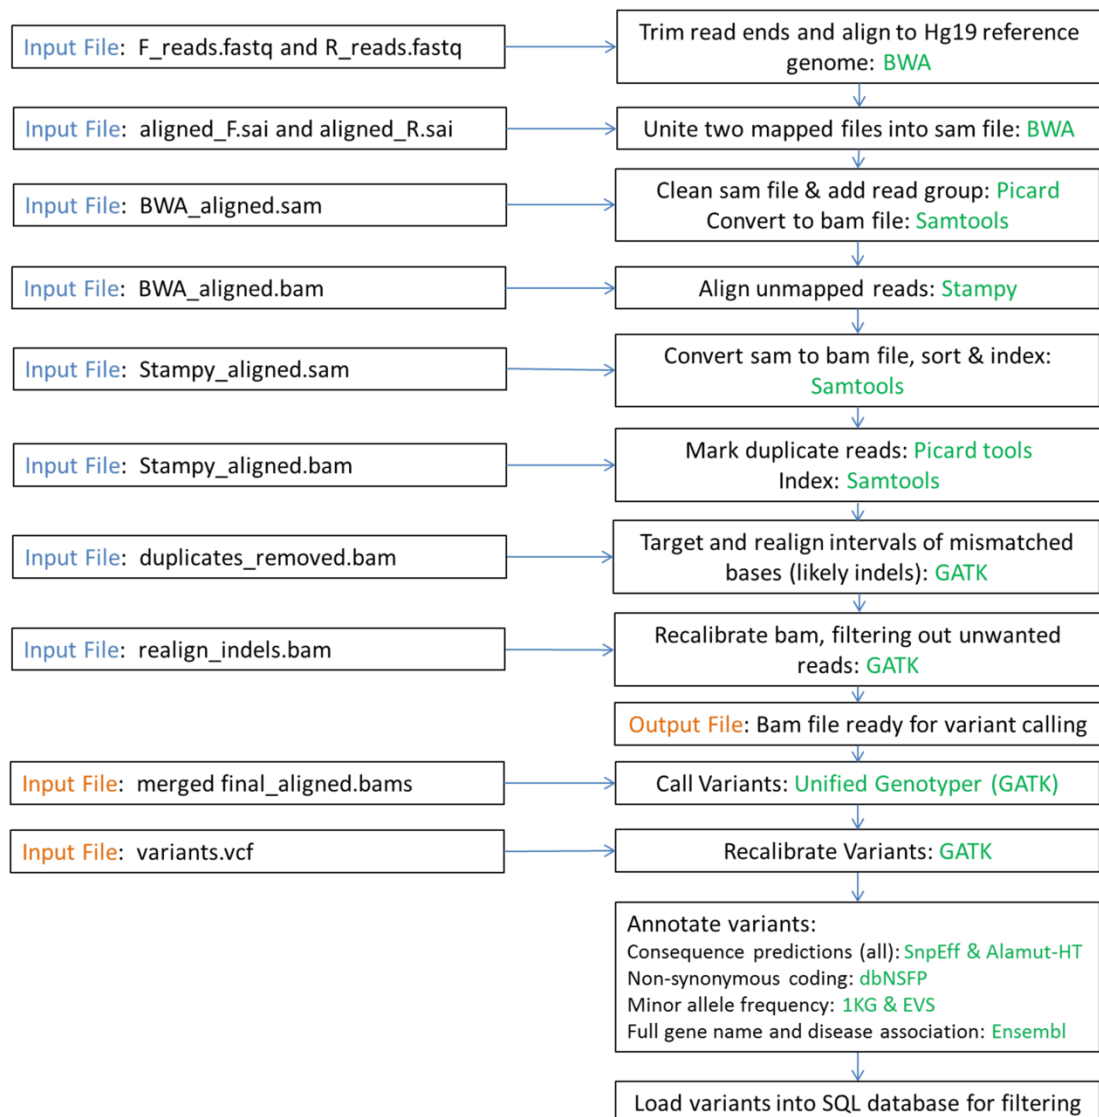 Input File: F_reads.fastq and R_reads.fastq
Trim read ends and align to Hg19 reference
genome: BWA
Input File: aligned_F.sai and aligned_R.sai
Unite two mapped files into sam file: BWA
Input File: BWA_aligned.sam
Clean sam file & add read group: Picard
Convert to bam file: Samtools
Input File: BWA_aligned.bam
Align unmapped reads: Stampy
Input File: Stampy_aligned.sam
Convert sam to bam file, sort & index:
Samtools
Input File: Stampy_aligned.bam
Mark duplicate reads: Picard tools
Index: Samtools
Input File: duplicates_removed.bam
Target and realign intervals of mismatched
bases (likely indels): GATK
Input File: realign_indels.bam
Recalibrate bam, filtering out unwanted
reads: GATK
Output File: Bam file ready for variant calling
Input File: merged final_aligned.bams
Call Variants: Unified Genotyper (GATK)
Input File: variants.vcf
Recalibrate Variants: GATK
Annotate variants:
Consequence predictions (all): SnpEff & Alamut-HT
Non-synonymous coding: dbNSFP
Minor allele frequency: 1KG & EVS
Full gene name and disease association: Ensembl
Load variants into SQL database for filtering